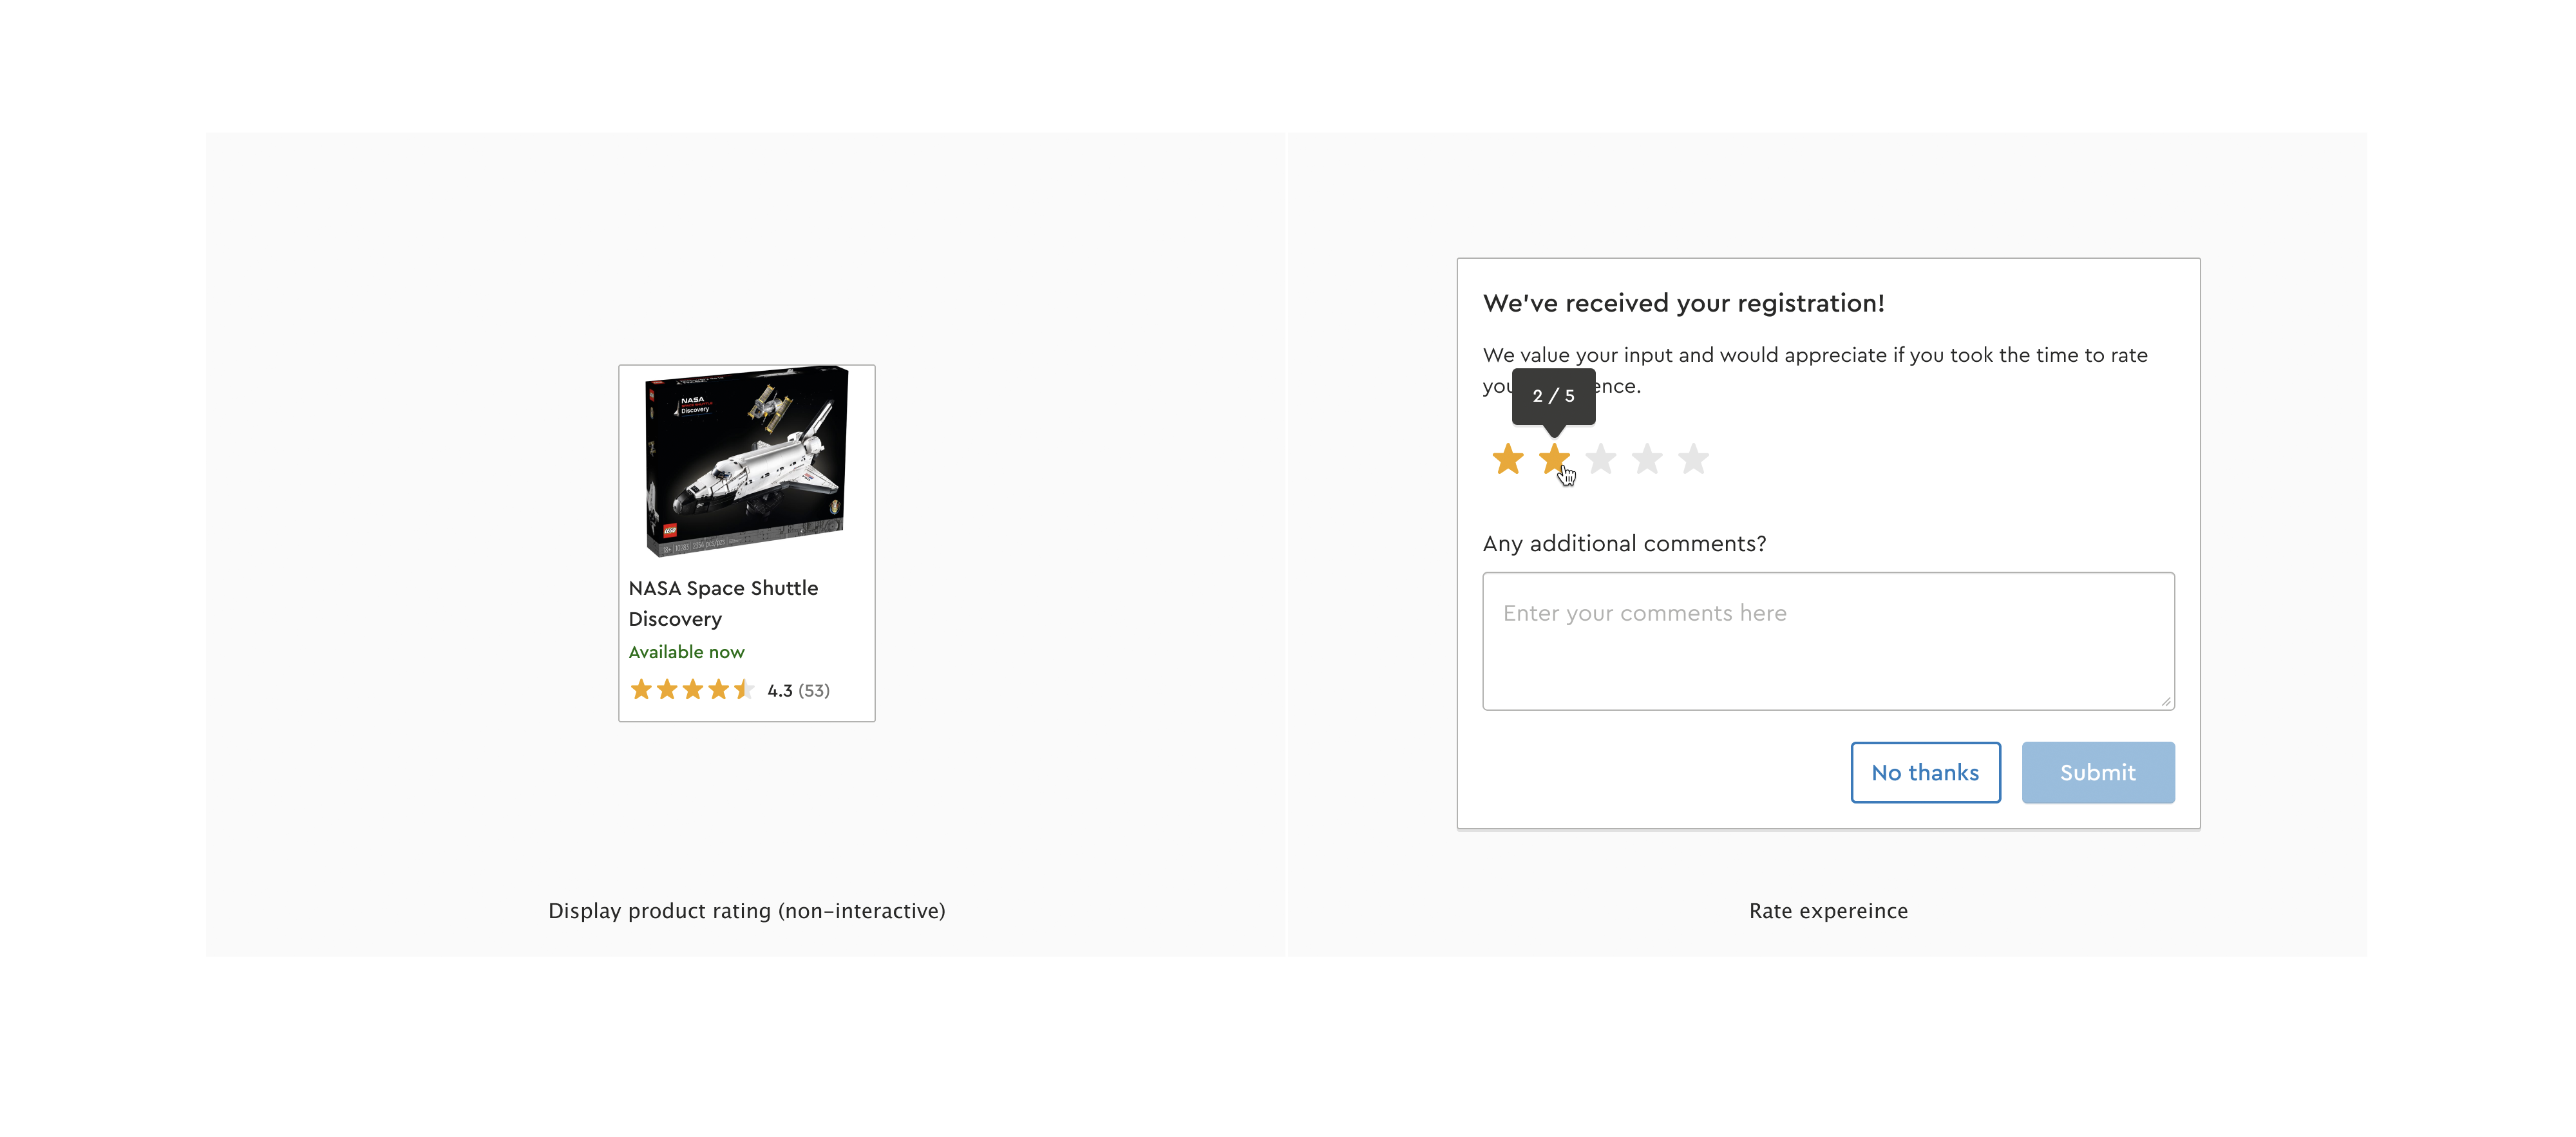 NASA
Discovery
LEGO
NASA Space Shuttle
Discovery
Available now
4.3 (53)
Display product rating (non-interactive)
We've received your registration!
We value your input and would appreciate if you took the time to rate
ence.
2 / 5
Any additional comments?
Enter your comments here
No thanks
Submit
Rate expereince